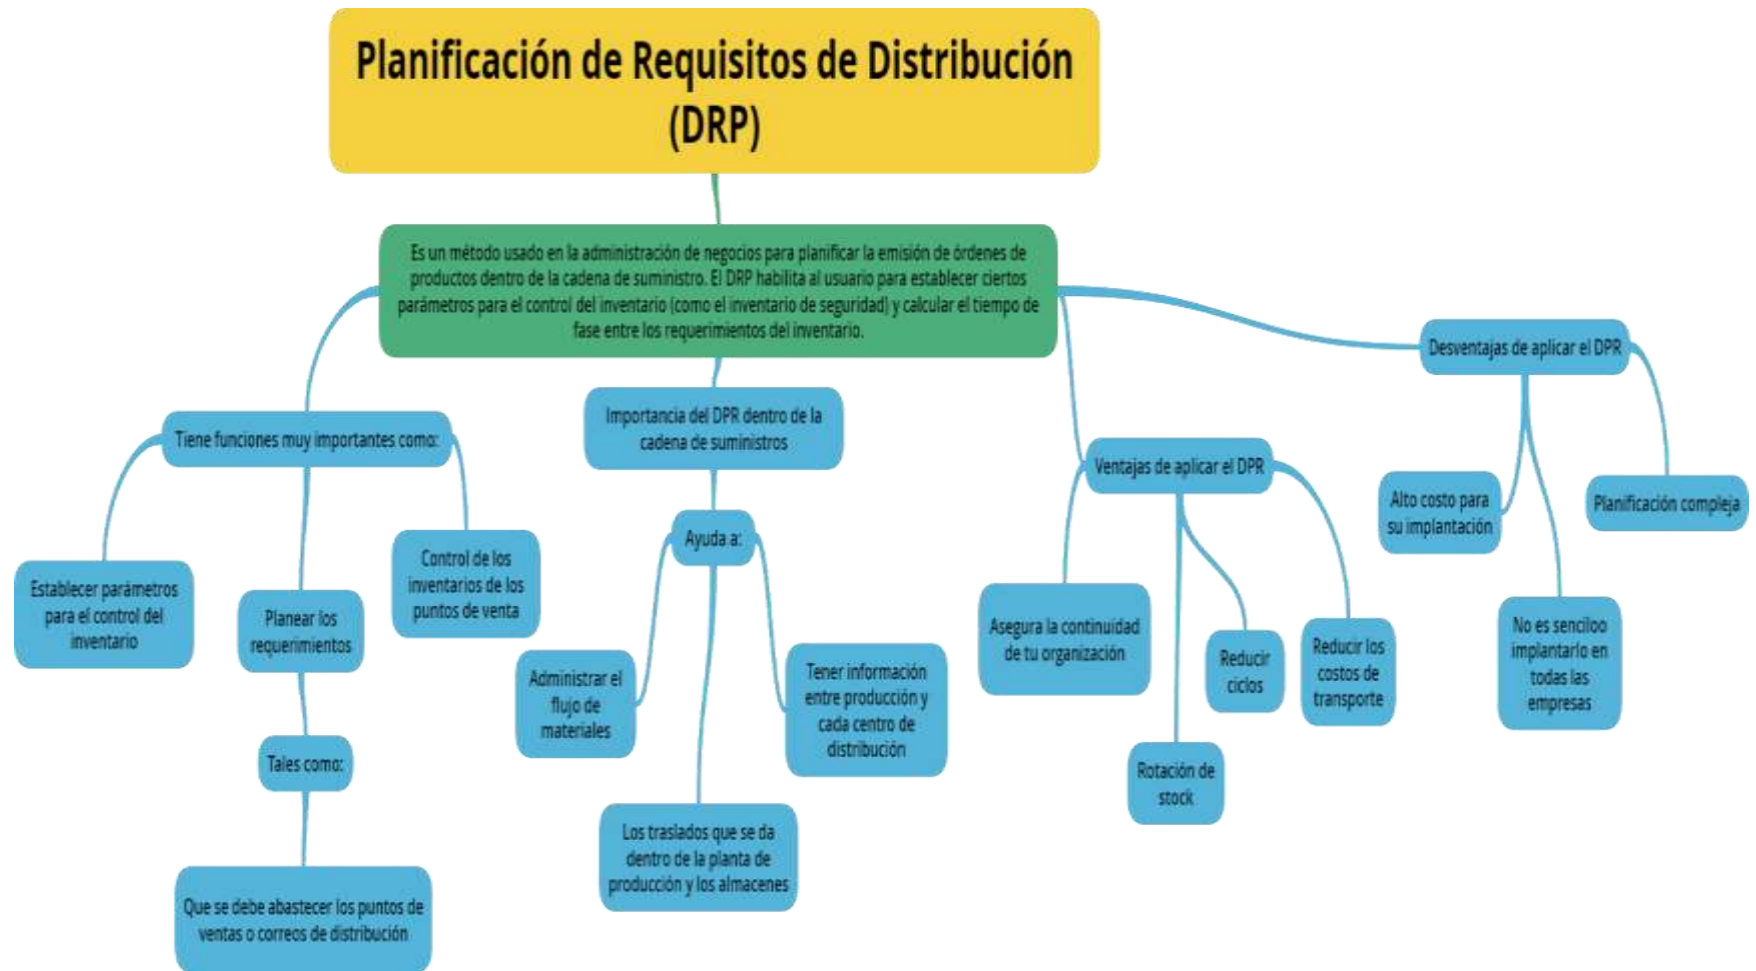 Planificación de Requisitos de Distribución
(DRP)
Es un método usado en la administración de negocios para planificar la emisión de órdenes de
productos dentro de la cadena de suministro. El DRP habilita al usuario para establecer ciertos
parámetros para el control del inventario (como el inventario de seguridad) y calcular el tiempo de
fase entre los requerimientos del inventario.
Tiene funciones muy importantes como:
Establecer parámetros
para el control del
inventario
Planear los
requerimientos
Tales como:
Que se debe abastecer los puntos de
ventas o correos de distribución
Control de los
inventarios de los
puntos de venta
Importancia del DPR dentro de la
cadena de suministros
Ayuda a:
Administrar el
flujo de
materiales
Los traslados que se da
dentro de la planta de
producción y los almacenes
Tener información
entre producción y
cada centro de
distribución
Ventajas de aplicar el DPR
Asegura la continuidad
de tu organización
Rotación de
stock
Reducir
ciclos
Reducir los
costos de
transporte
Desventajas de aplicar el DPR
Alto costo para
su implantación
No es senciloo
implantarlo en
todas las
empresas
Planificación compleja